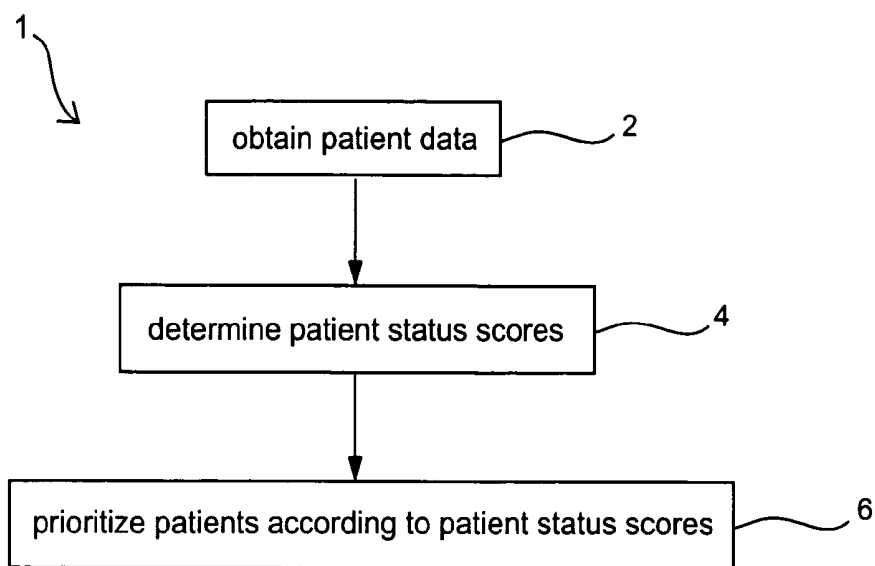 1
obtain patient data
2
determine patient status scores
4
prioritize patients according to patient status scores
6